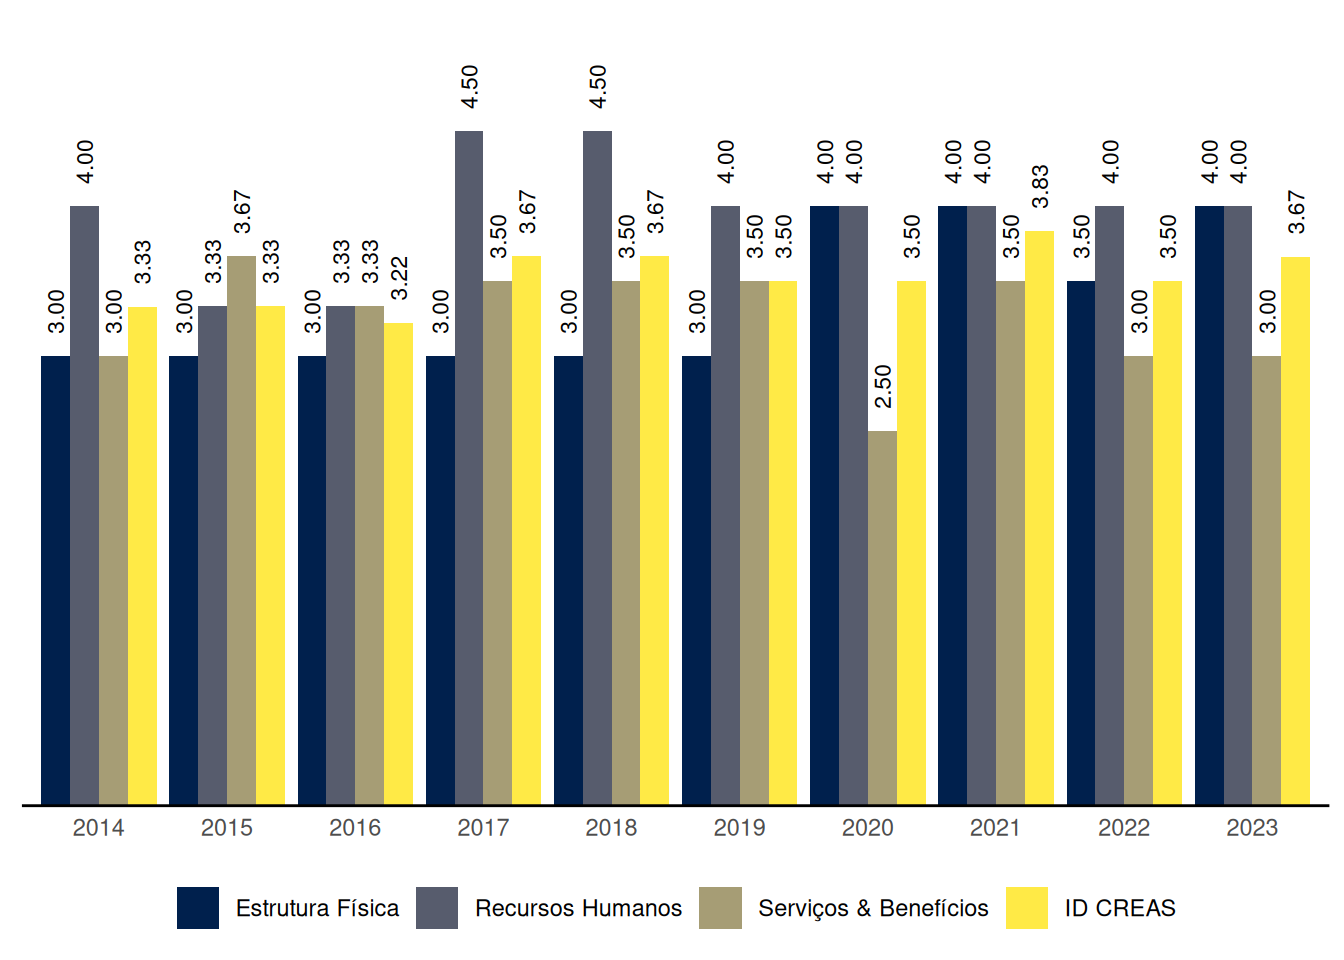 4.50 4.50
4.00 4.00 4.00 4.00 4.00 4.00 4.00 4.00 4.00
3.83
3.67 3.67 3.67 3.67
3.50 3.50 3.50 3.50 3.50 3.50 3.50 3.50
3.33 3.33 3.33 3.33 3.33
3.22
3.00 3.00 3.00 3.00 3.00 3.00 3.00 3.00 3.00
2.50
2014 2015 2016 2017 2018 2019 2020 2021 2022 2023
Estrutura Física Recursos Humanos Serviços & Benefícios ID CREAS